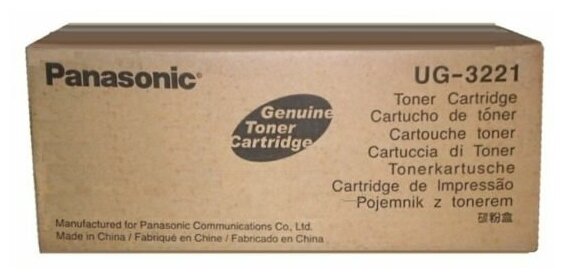 Panasonic®
UG-3221
Genuine
Toner
Cartridge
Toner Cartridge
Cartucho de tóner
Cartouche toner
Cartuccia di Toner
Tonerkartusche
Cartridge de Impressão
Pojemnik z tonerem
碳粉盒
Manufactured for Panasonic Communications Co., Ltd.
Made in China / Fabriqué en Chine / Fabricado en China